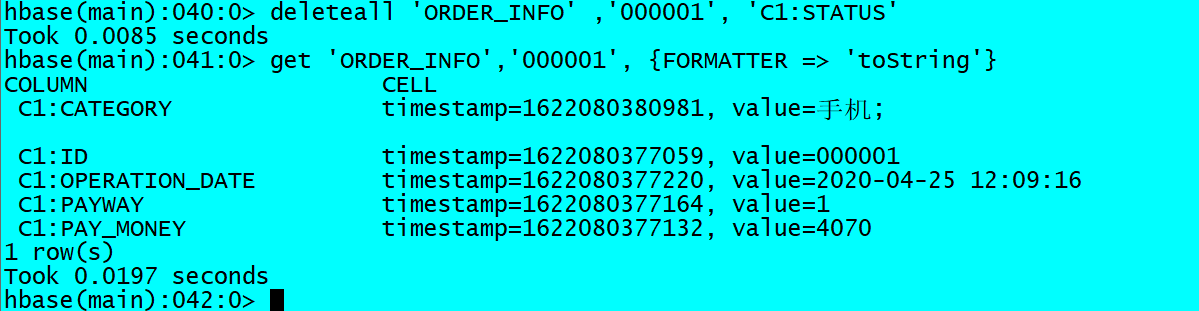 hbase(main):040:0> deleteall 'ORDER_INFO' ,'000001', 'C1:STATUS'
Took 0.0085 seconds
hbase(main):041:0> get 'ORDER_INFO','000001', {FORMATTER => 'toString'}
COLUMN                     CELL
 C1:CATEGORY               timestamp=1622080380981, value=手机;
 C1:ID                     timestamp=1622080377059, value=000001
 C1:OPERATION_DATE         timestamp=1622080377220, value=2020-04-25 12:09:16
 C1:PAYWAY                 timestamp=1622080377164, value=1
 C1:PAY_MONEY              timestamp=1622080377132, value=4070
1 row(s)
Took 0.0197 seconds
hbase(main):042:0>